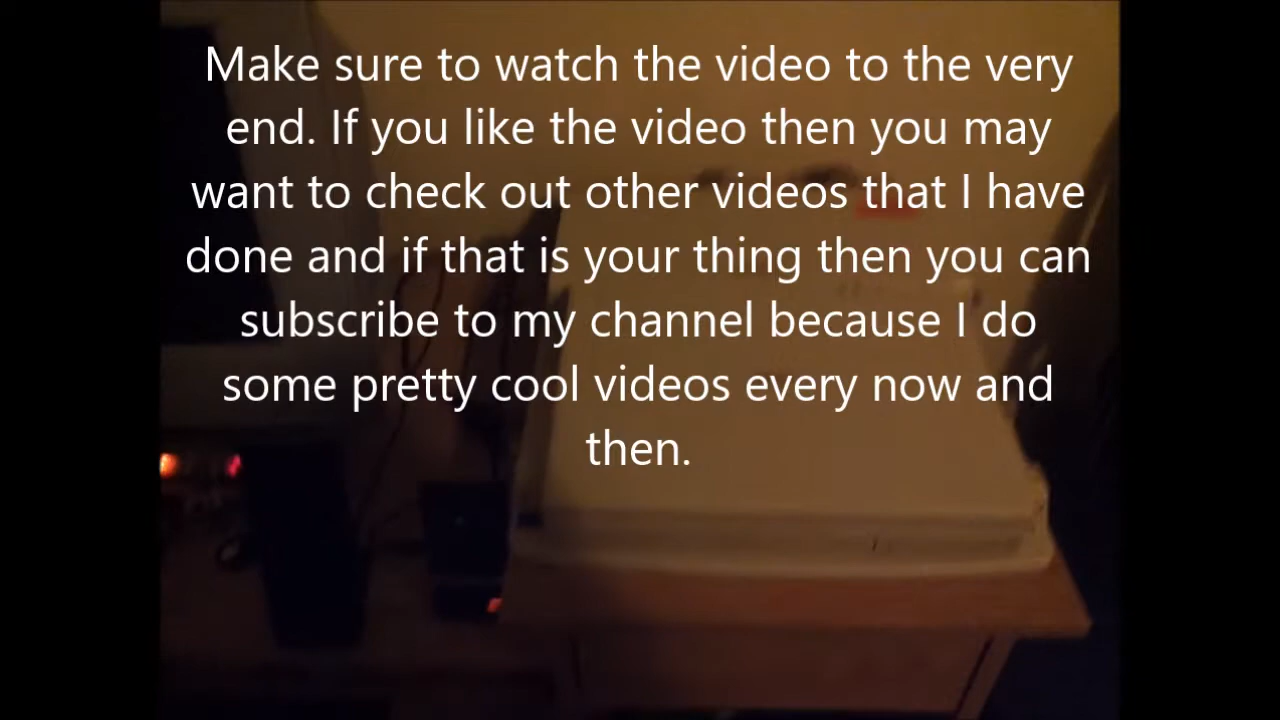 Make sure to watch the video to the very
end. If you like the video then you may
want to check out other videos that I have
done and if that is your thing then you can
subscribe to my channel because I do
some pretty cool videos every now and
then.